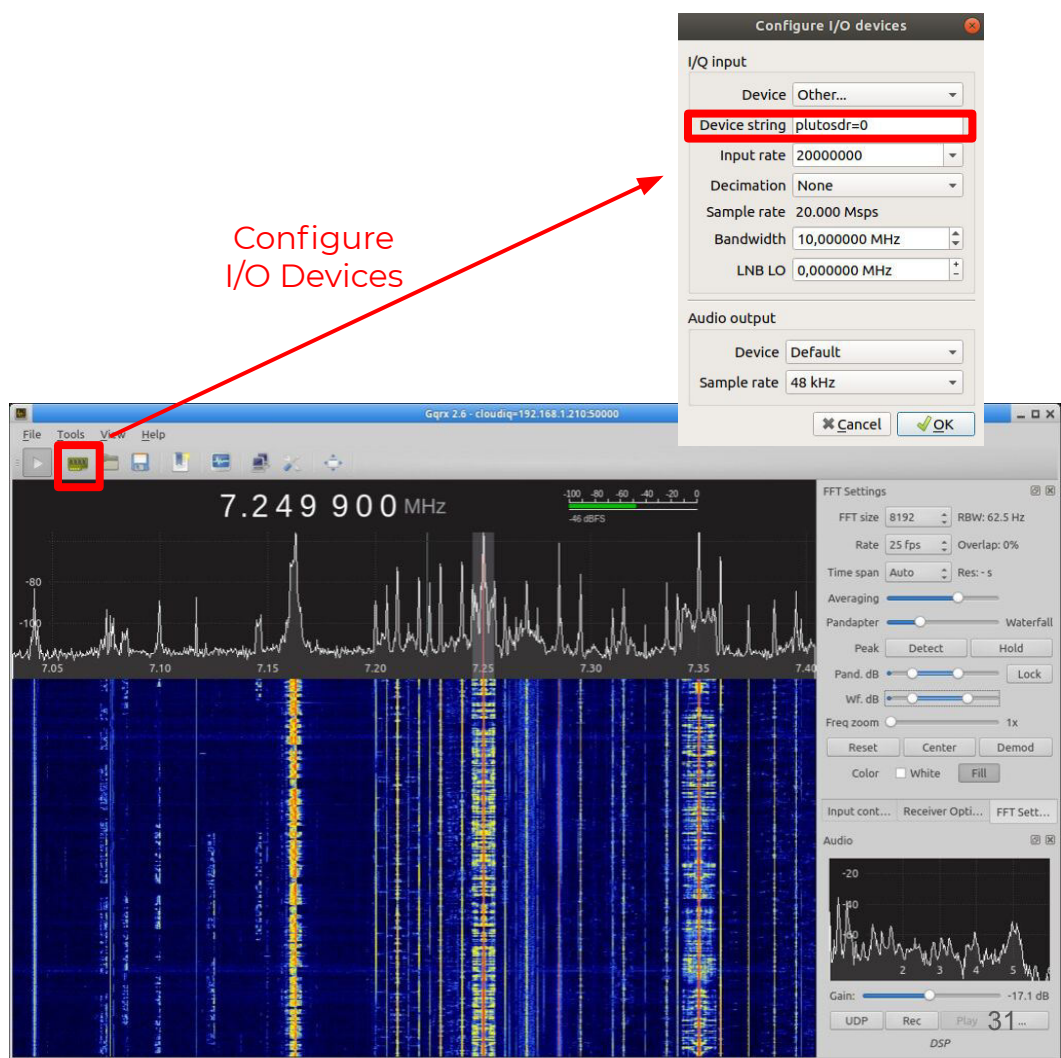 Configure I/O devices
I/Q input
Device Other...
Device string plutosdr=0
Input rate 20000000
Decimation None
Sample rate 20.000 Msps
Bandwidth 10,000000 MHz
LNB LO 0,000000 MHz
Audio output
Device Default
Sample rate 48 kHz
Cancel OK
Configure
I/O Devices
Gqrx 2.6 - cloudiq=192.168.1.210:50000
File Tools View Help
7.249 900 MHz
-100 -80 -60 -40 -20 0
-46 dBFS
-80
-100
7.05 7.10 7.15 7.20 7.25 7.30 7.35 7.40
FFT Settings
FFT size 8192 RBW: 62.5 Hz
Rate 25 fps Overlap: 0%
Time span Auto Res: - s
Averaging
Pandapter Waterfall
Peak Detect Hold
Pand. dB Lock
Wf. dB
Freq zoom 1x
Reset Center Demod
Color White Fill
Input cont... Receiver Opti... FFT Sett...
Audio
-20
-40
-60
2 3 4 5
Gain: -17.1 dB
UDP Rec Play 31 ...
DSP